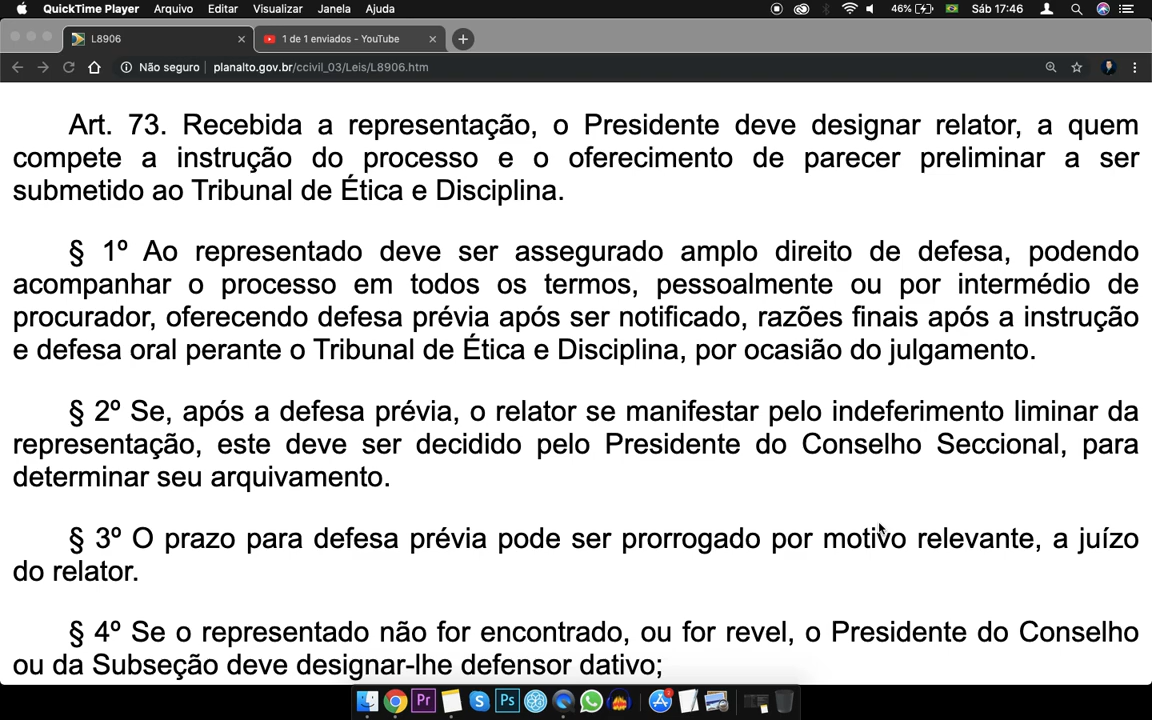 QuickTime Player Arquivo Editar Visualizar Janela Ajuda 46% Sáb 17:46
L8906 1 de 1 enviados - YouTube
Não seguro planalto.gov.br/ccivil_03/Leis/L8906.htm
Art. 73. Recebida a representação, o Presidente deve designar relator, a quem
compete a instrução do processo e o oferecimento de parecer preliminar a ser
submetido ao Tribunal de Ética e Disciplina.
§ 1º Ao representado deve ser assegurado amplo direito de defesa, podendo
acompanhar o processo em todos os termos, pessoalmente ou por intermédio de
procurador, oferecendo defesa prévia após ser notificado, razões finais após a instrução
e defesa oral perante o Tribunal de Ética e Disciplina, por ocasião do julgamento.
§ 2º Se, após a defesa prévia, o relator se manifestar pelo indeferimento liminar da
representação, este deve ser decidido pelo Presidente do Conselho Seccional, para
determinar seu arquivamento.
§ 3º O prazo para defesa prévia pode ser prorrogado por motivo relevante, a juízo
do relator.
§ 4º Se o representado não for encontrado, ou for revel, o Presidente do Conselho
ou da Subseção deve designar-lhe defensor dativo;
Pr Ps